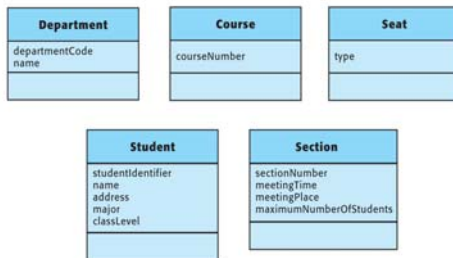 Department
departmentCode
name
Course
courseNumber
Seat
type
Student
studentIdentifier
name
address
major
classLevel
Section
sectionNumber
meetingTime
meetingPlace
maximumNumberOfStudents